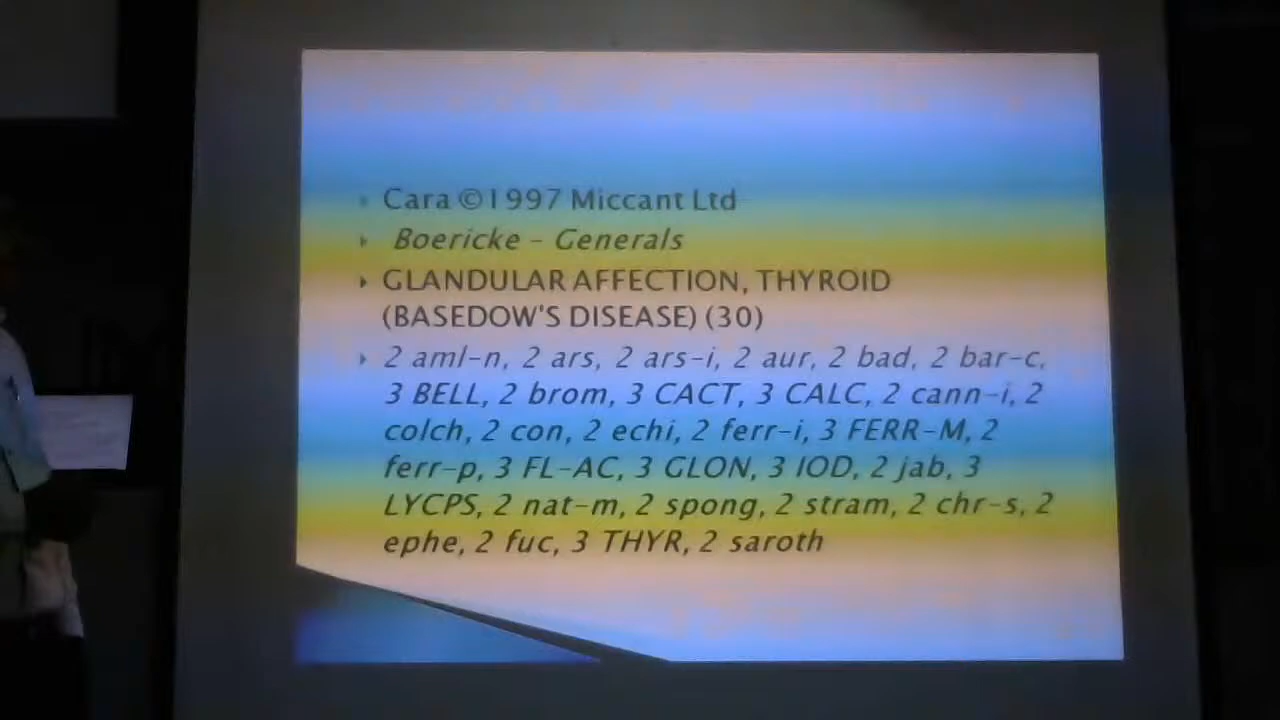 Cara ©1997 Miccant Ltd
Boericke - Generals
GLANDULAR AFFECTION, THYROID
(BASEDOW'S DISEASE) (30)
2 aml-n, 2 ars, 2 ars-i, 2 aur, 2 bad, 2 bar-c,
3 BELL, 2 brom, 3 CACT, 3 CALC, 2 cann-i, 2
colch, 2 con, 2 echi, 2 ferr-i, 3 FERR-M, 2
ferr-p, 3 FL-AC, 3 GLON, 3 IOD, 2 jab, 3
LYCPS, 2 nat-m, 2 spong, 2 stram, 2 chr-s, 2
ephe, 2 fuc, 3 THYR, 2 saroth